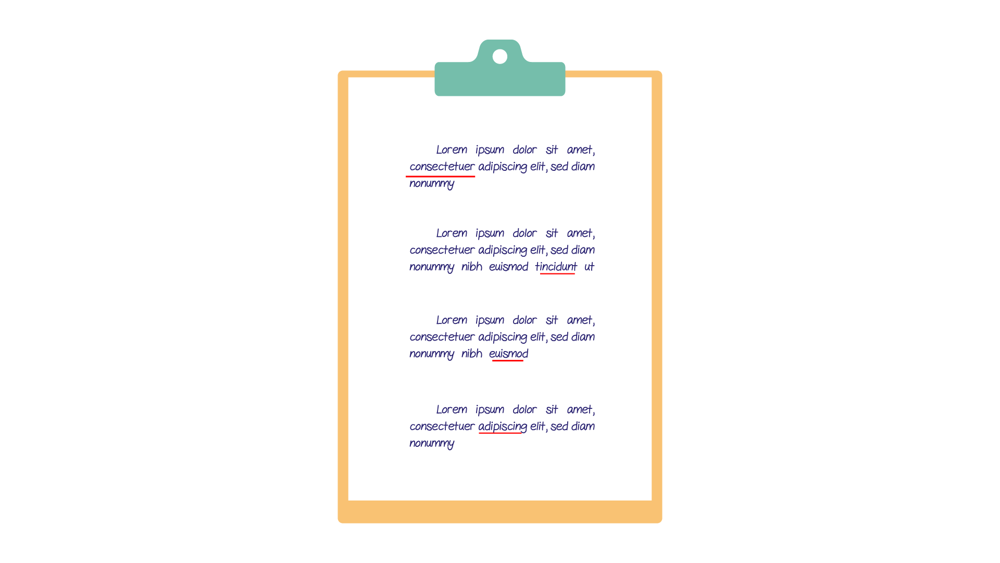 Lorem ipsum dolor sit amet,
consectetuer adipiscing elit, sed diam
nonummy
Lorem ipsum dolor sit amet,
consectetuer adipiscing elit, sed diam
nonummy nibh euismod tincidunt ut
Lorem ipsum dolor sit amet,
consectetuer adipiscing elit, sed diam
nonummy nibh euismod
Lorem ipsum dolor sit amet,
consectetuer adipiscing elit, sed diam
nonummy